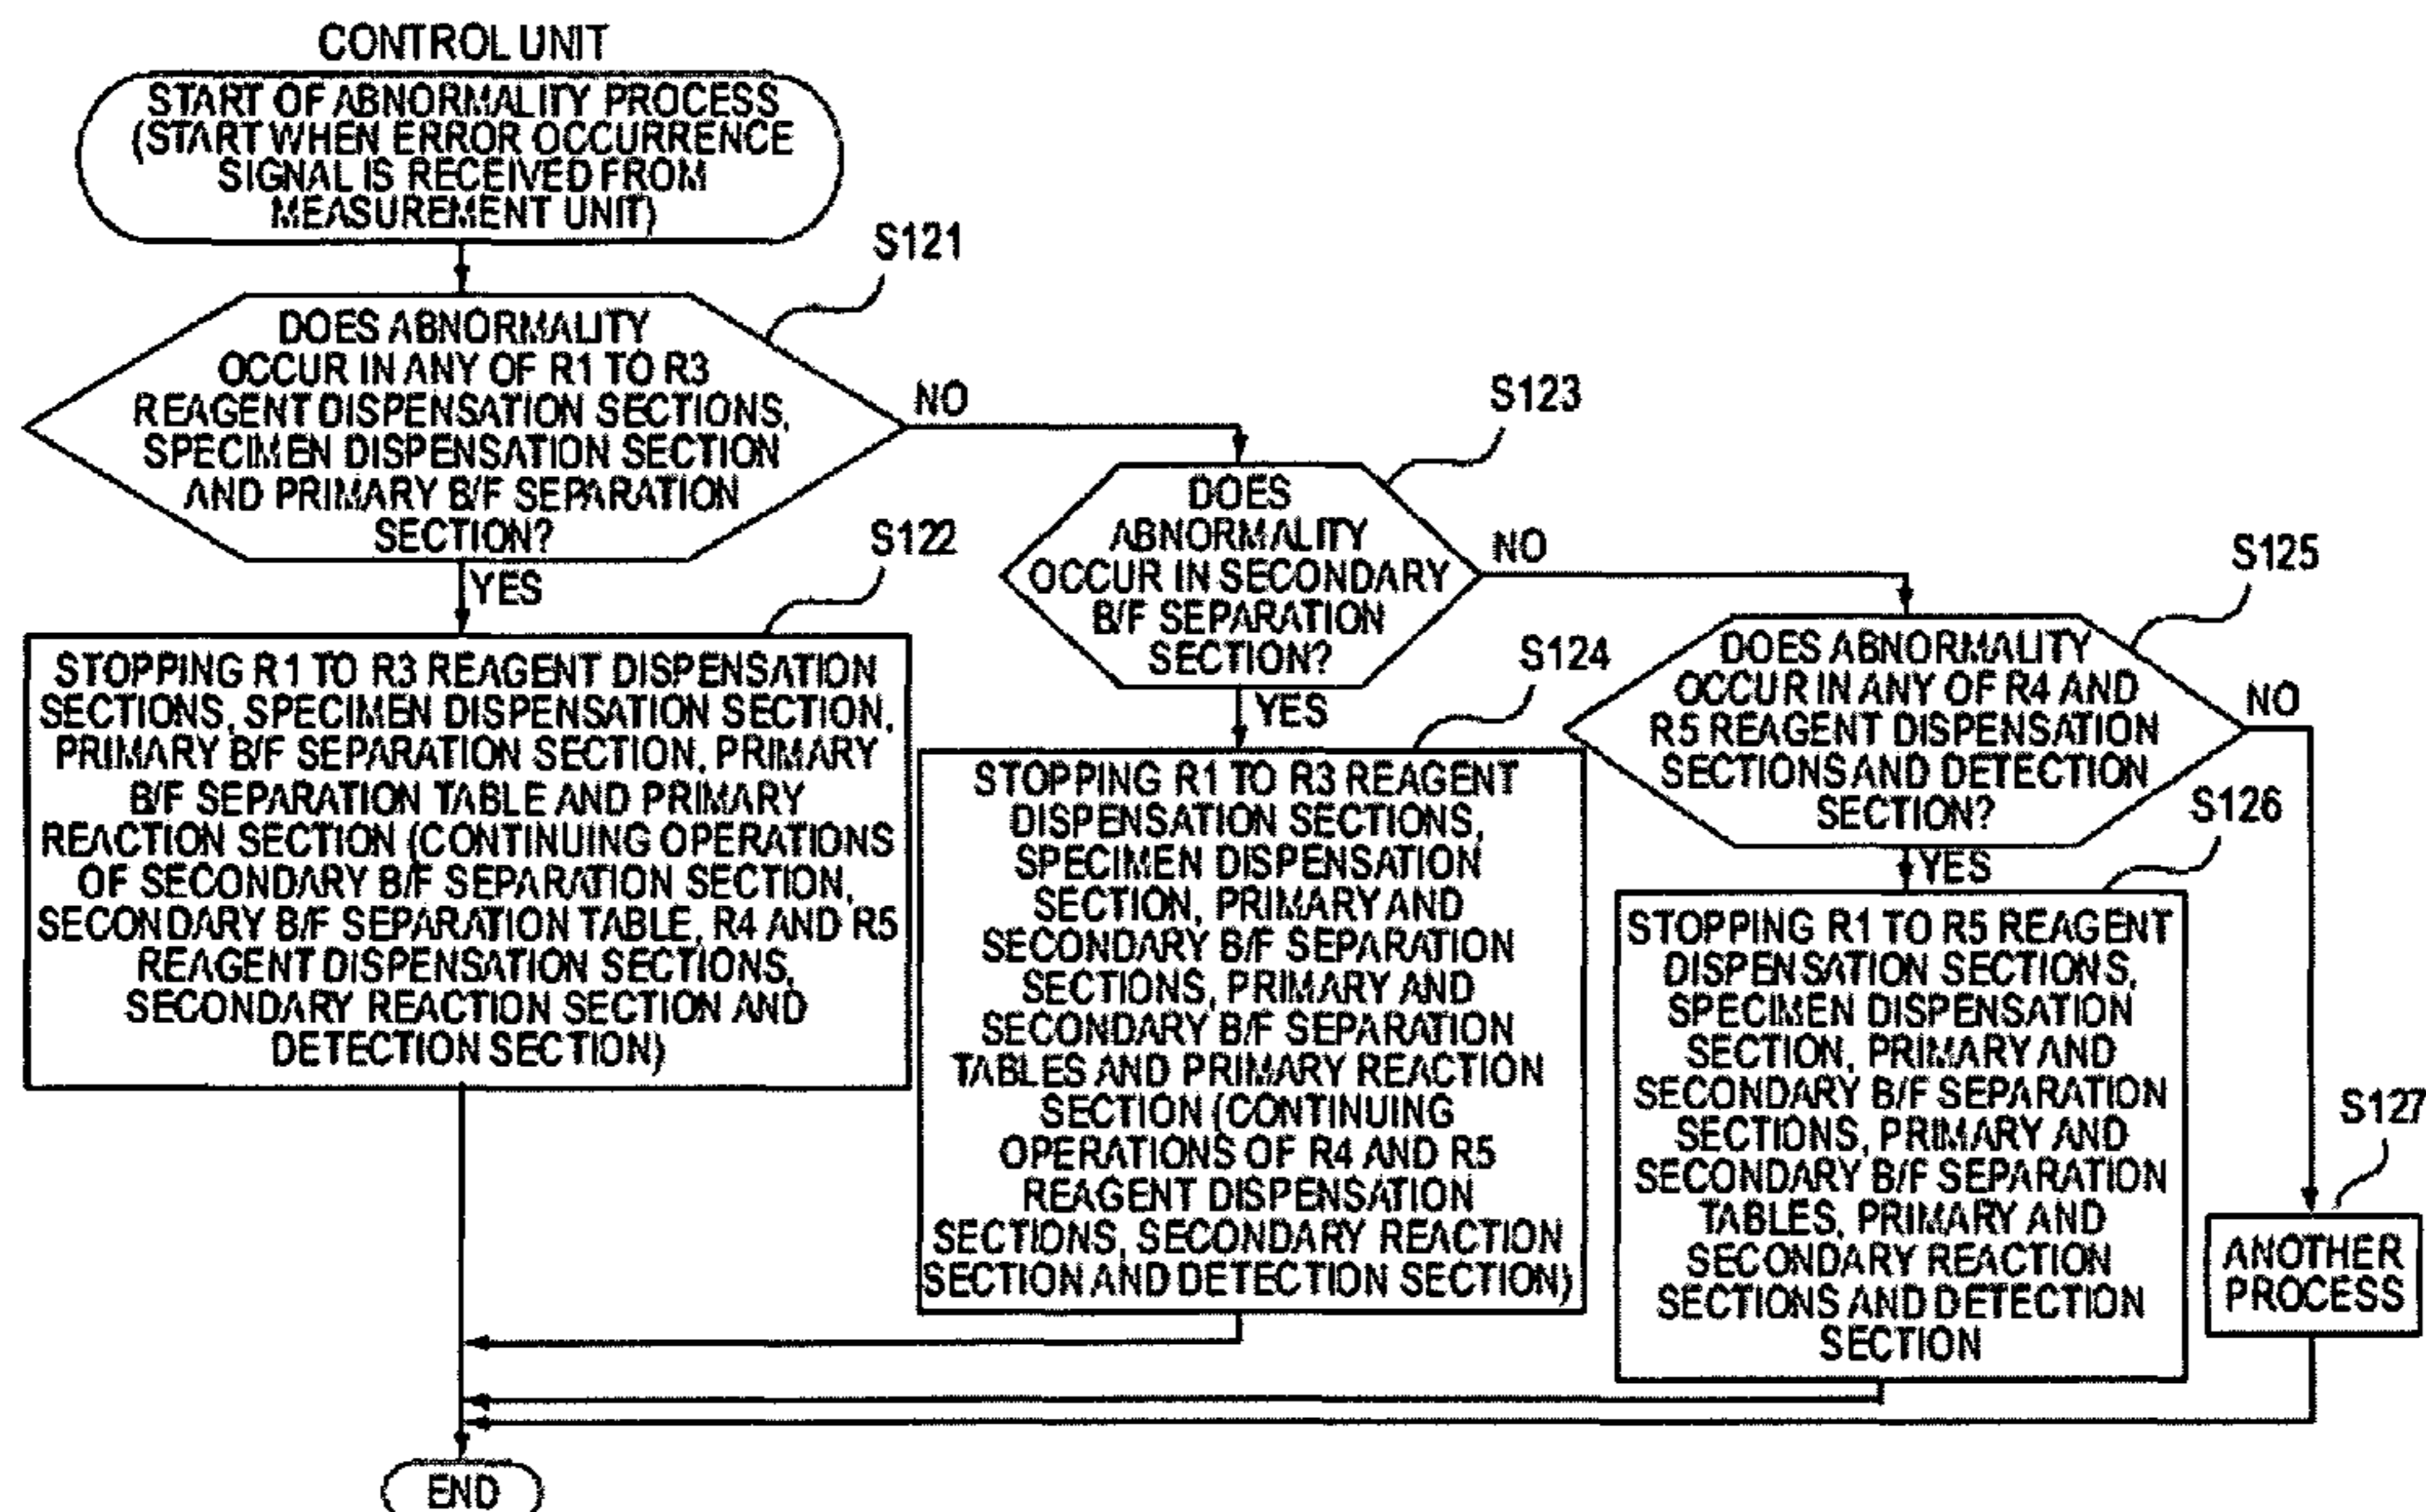 CONTROL UNIT
START OF ABNORMALITY PROCESS
(START WHEN ERROR OCCURRENCE
SIGNAL IS RECEIVED FROM
MEASUREMENT UNIT)
S121
DOES ABNORMALITY
OCCUR IN ANY OF R1 TO R3
REAGENT DISPENSATION SECTIONS,
SPECIMEN DISPENSATION SECTION
AND PRIMARY B/F SEPARATION
SECTION?
NO
YES
S122
STOPPING R1 TO R3 REAGENT DISPENSATION
SECTIONS, SPECIMEN DISPENSATION SECTION,
PRIMARY B/F SEPARATION SECTION, PRIMARY
B/F SEPARATION TABLE AND PRIMARY
REACTION SECTION (CONTINUING OPERATIONS
OF SECONDARY B/F SEPARATION SECTION,
SECONDARY B/F SEPARATION TABLE, R4 AND R5
REAGENT DISPENSATION SECTIONS,
SECONDARY REACTION SECTION AND
DETECTION SECTION)
S123
DOES
ABNORMALITY
OCCUR IN SECONDARY
B/F SEPARATION
SECTION?
NO
YES
S124
STOPPING R1 TO R3 REAGENT
DISPENSATION SECTIONS,
SPECIMEN DISPENSATION
SECTION, PRIMARY AND
SECONDARY B/F SEPARATION
SECTIONS, PRIMARY AND
SECONDARY B/F SEPARATION
TABLES AND PRIMARY REACTION
SECTION (CONTINUING
OPERATIONS OF R4 AND R5
REAGENT DISPENSATION
SECTIONS, SECONDARY REACTION
SECTION AND DETECTION SECTION)
S125
DOES ABNORMALITY
OCCUR IN ANY OF R4 AND
R5 REAGENT DISPENSATION
SECTIONS AND DETECTION
SECTION?
NO
YES
S126
STOPPING R1 TO R5 REAGENT
DISPENSATION SECTIONS,
SPECIMEN DISPENSATION
SECTION, PRIMARY AND
SECONDARY B/F SEPARATION
SECTIONS, PRIMARY AND
SECONDARY B/F SEPARATION
TABLES, PRIMARY AND
SECONDARY REACTION
SECTIONS AND DETECTION
SECTION
S127
ANOTHER
PROCESS
END